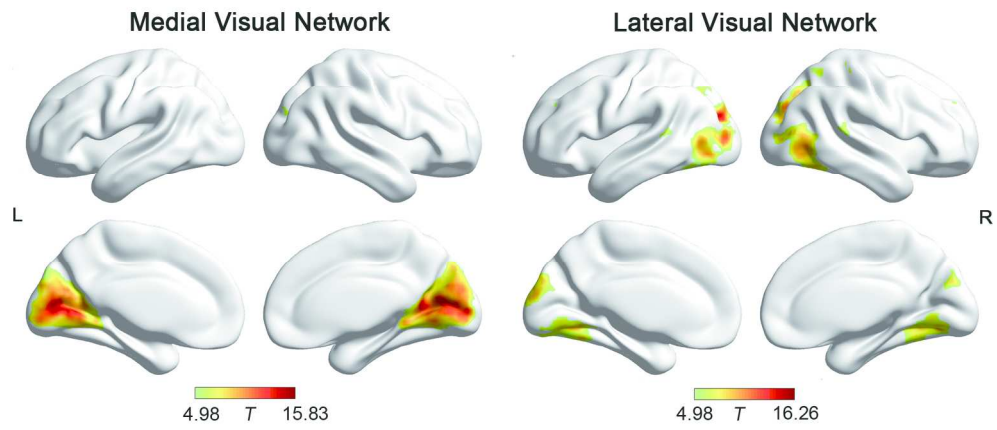 Medial Visual Network
Lateral Visual Network
L
R
4.98 T 15.83
4.98 T 16.26